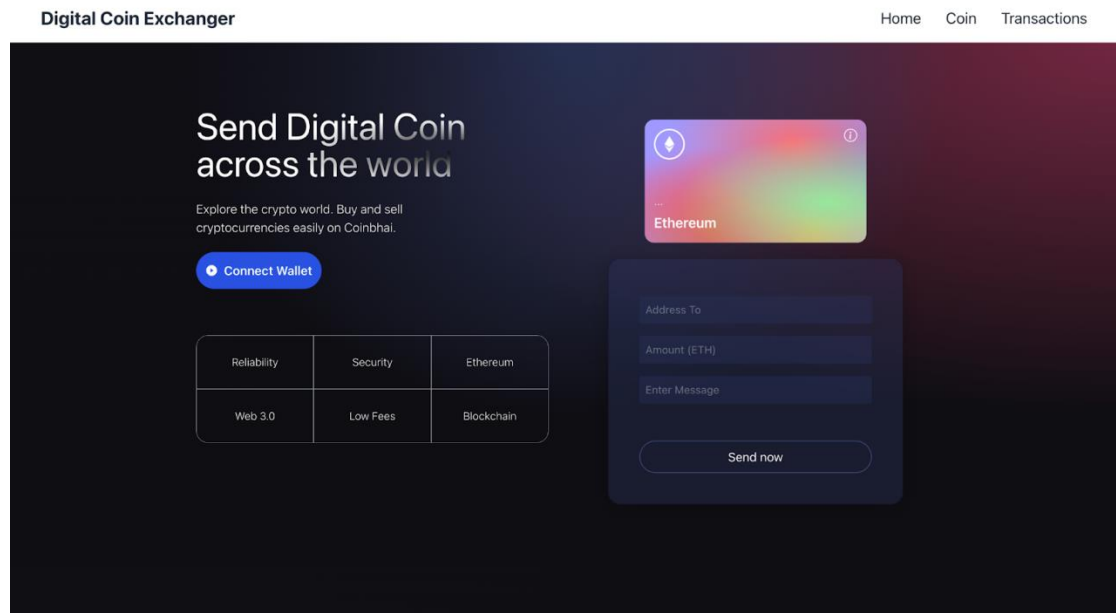 Digital Coin Exchanger
Home Coin Transactions
Send Digital Coin
across the world
Explore the crypto world. Buy and sell
cryptocurrencies easily on Coinbhai.
Connect Wallet
Reliability Security Ethereum
Web 3.0 Low Fees Blockchain
...
Ethereum
Address To
Amount (ETH)
Enter Message
Send now